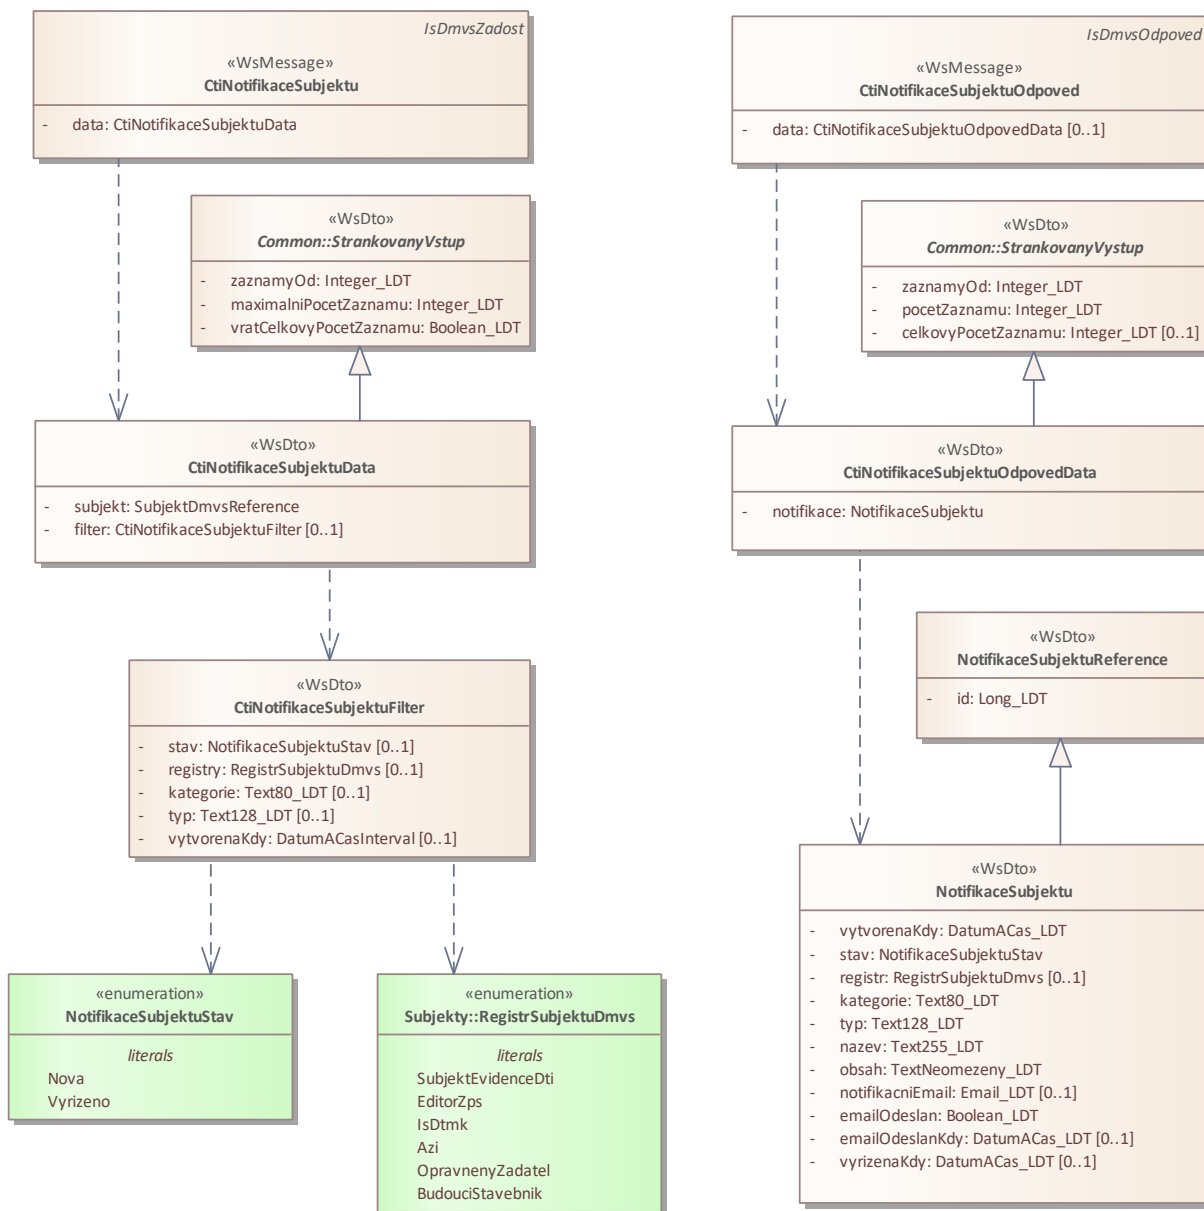 IsDmvsZadost
«WsMessage»
CtiNotifikaceSubjektu
- data: CtiNotifikaceSubjektuData
«WsDto»
Common::StrankovanyVstup
- zaznamyOd: Integer_LDT
- maximalniPocetZaznamu: Integer_LDT
- vratCelkovyPocetZaznamu: Boolean_LDT
«WsDto»
CtiNotifikaceSubjektuData
- subjekt: SubjektDmvsReference
- filter: CtiNotifikaceSubjektuFilter [0..1]
«WsDto»
CtiNotifikaceSubjektuFilter
- stav: NotifikaceSubjektuStav [0..1]
- registry: RegistrSubjektuDmvs [0..1]
- kategorie: Text80_LDT [0..1]
- typ: Text128_LDT [0..1]
- vytvorenaKdy: DatumACasInterval [0..1]
«enumeration»
NotifikaceSubjektuStav
literals
Nova
Vyrizeno
«enumeration»
Subjekty::RegistrSubjektuDmvs
literals
SubjektEvidenceDti
EditorZps
IsDtmk
Azi
OpravnenyZadatel
BudouciStavebnik
IsDmvsOdpoved
«WsMessage»
CtiNotifikaceSubjektuOdpoved
- data: CtiNotifikaceSubjektuOdpovedData [0..1]
«WsDto»
Common::StrankovanyVystup
- zaznamyOd: Integer_LDT
- pocetZaznamu: Integer_LDT
- celkovyPocetZaznamu: Integer_LDT [0..1]
«WsDto»
CtiNotifikaceSubjektuOdpovedData
- notifikace: NotifikaceSubjektu
«WsDto»
NotifikaceSubjektuReference
- id: Long_LDT
«WsDto»
NotifikaceSubjektu
- vytvorenaKdy: DatumACas_LDT
- stav: NotifikaceSubjektuStav
- registr: RegistrSubjektuDmvs [0..1]
- kategorie: Text80_LDT
- typ: Text128_LDT
- nazev: Text255_LDT
- obsah: TextNeomezeny_LDT
- notifikacniEmail: Email_LDT [0..1]
- emailOdeslan: Boolean_LDT
- emailOdeslanKdy: DatumACas_LDT [0..1]
- vyrizenaKdy: DatumACas_LDT [0..1]